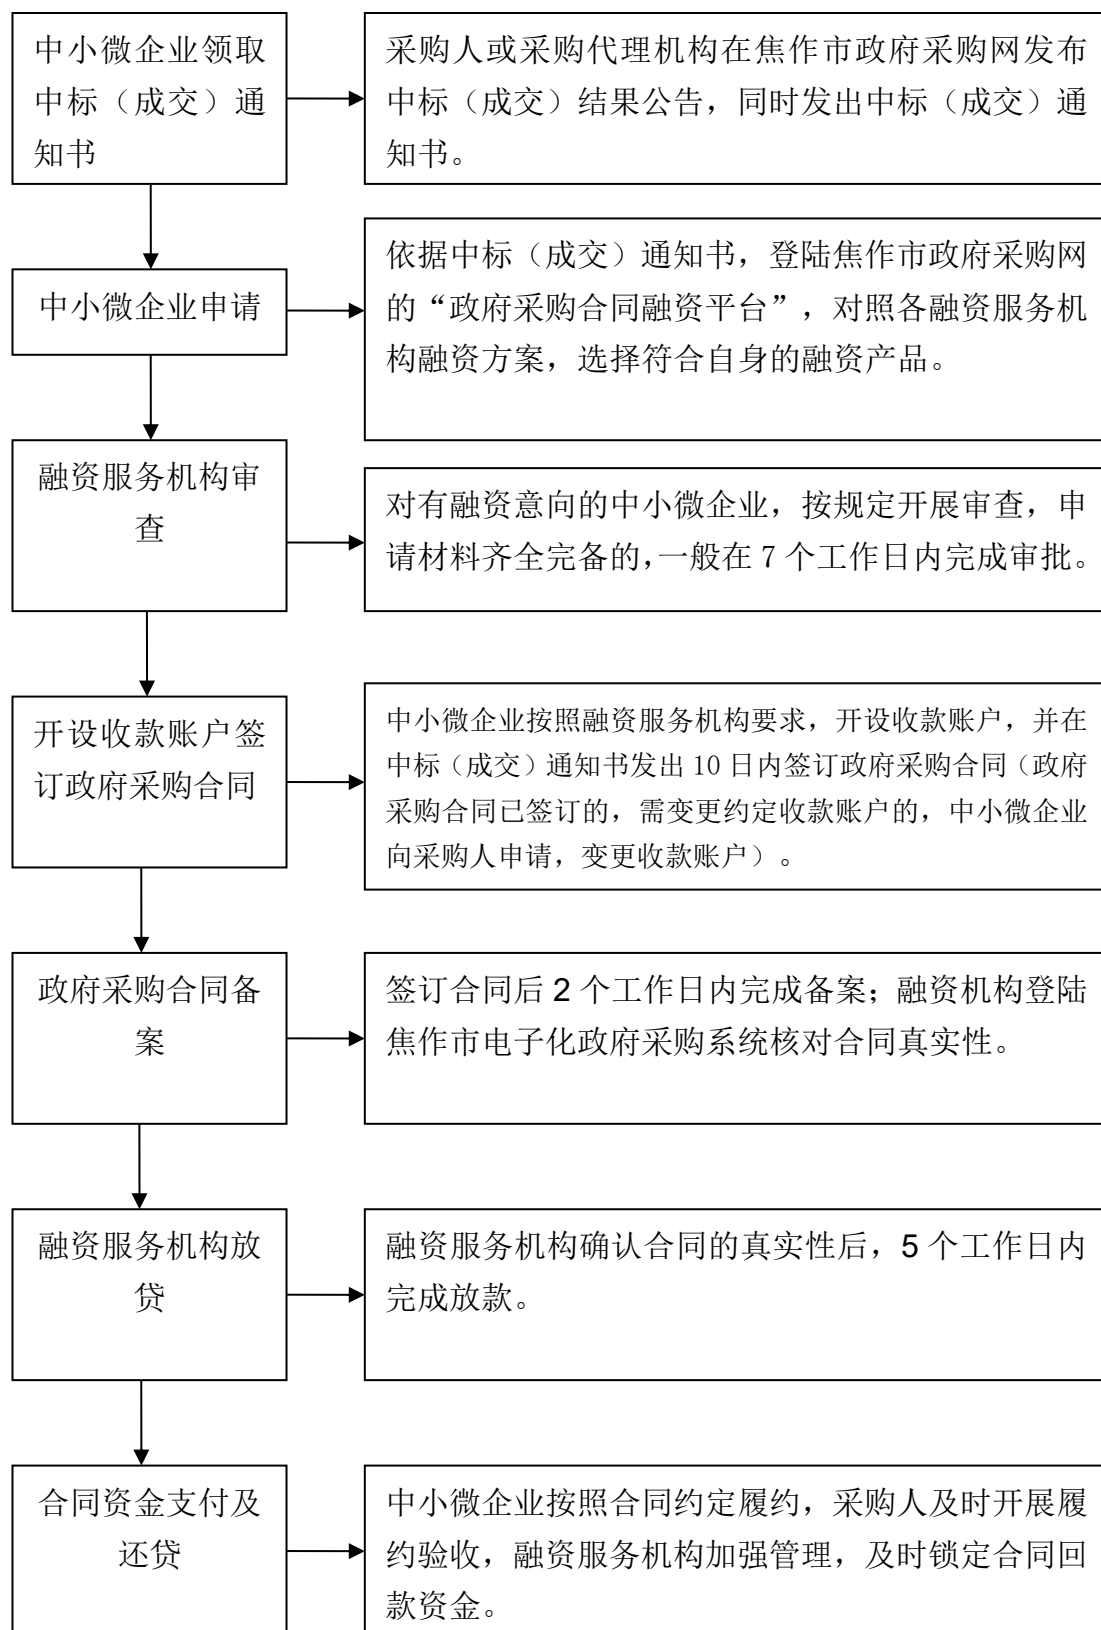 中小微企业领取
中标（成交）通
知书
采购人或采购代理机构在焦作市政府采购网发布
中标（成交）结果公告，同时发出中标（成交）通
知书。
中小微企业申请
依据中标（成交）通知书，登陆焦作市政府采购网
的“政府采购合同融资平台”，对照各融资服务机
构融资方案，选择符合自身的融资产品。
融资服务机构审
查
对有融资意向的中小微企业，按规定开展审查，申
请材料齐全完备的，一般在 7 个工作日内完成审批。
开设收款账户签
订政府采购合同
中小微企业按照融资服务机构要求，开设收款账户，并在
中标（成交）通知书发出 10 日内签订政府采购合同（政府
采购合同已签订的，需变更约定收款账户的，中小微企业
向采购人申请，变更收款账户）。
政府采购合同备
案
签订合同后 2 个工作日内完成备案；融资机构登陆
焦作市电子化政府采购系统核对合同真实性。
融资服务机构放
贷
融资服务机构确认合同的真实性后，5 个工作日内
完成放款。
合同资金支付及
还贷
中小微企业按照合同约定履约，采购人及时开展履
约验收，融资服务机构加强管理，及时锁定合同回
款资金。